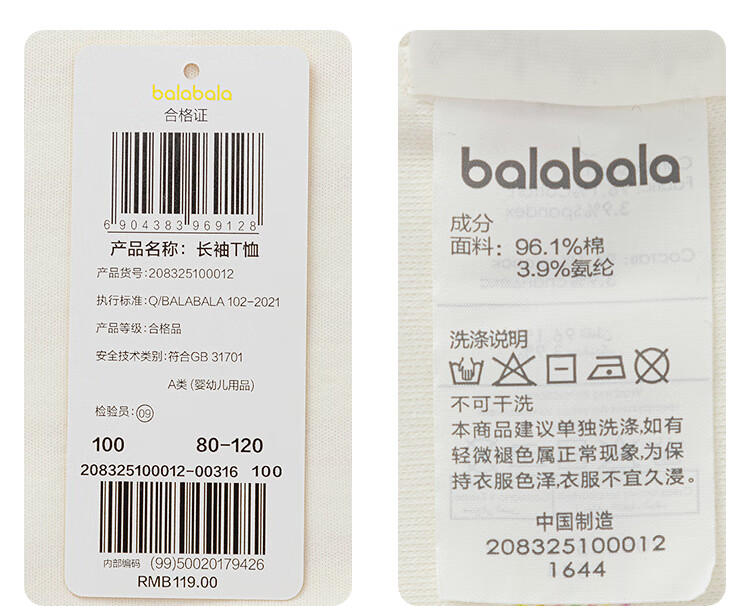 balabala
合格证
6904383969128
产品名称：长袖T恤
产品货号:208325100012
执行标准:Q/BALABALA 102-2021
产品等级:合格品
安全技术类别:符合GB 31701
A类 (婴幼儿用品)
检验员:09
100 80-120
208325100012-00316 100
内部编码 (99)50020179426
RMB119.00
balabala
成分
面料：96.1%棉
3.9%氨纶
洗涤说明
不可干洗
本商品建议单独洗涤,如有
轻微褪色属正常现象,为保
持衣服色泽,衣服不宜久浸。
中国制造
208325100012
1644